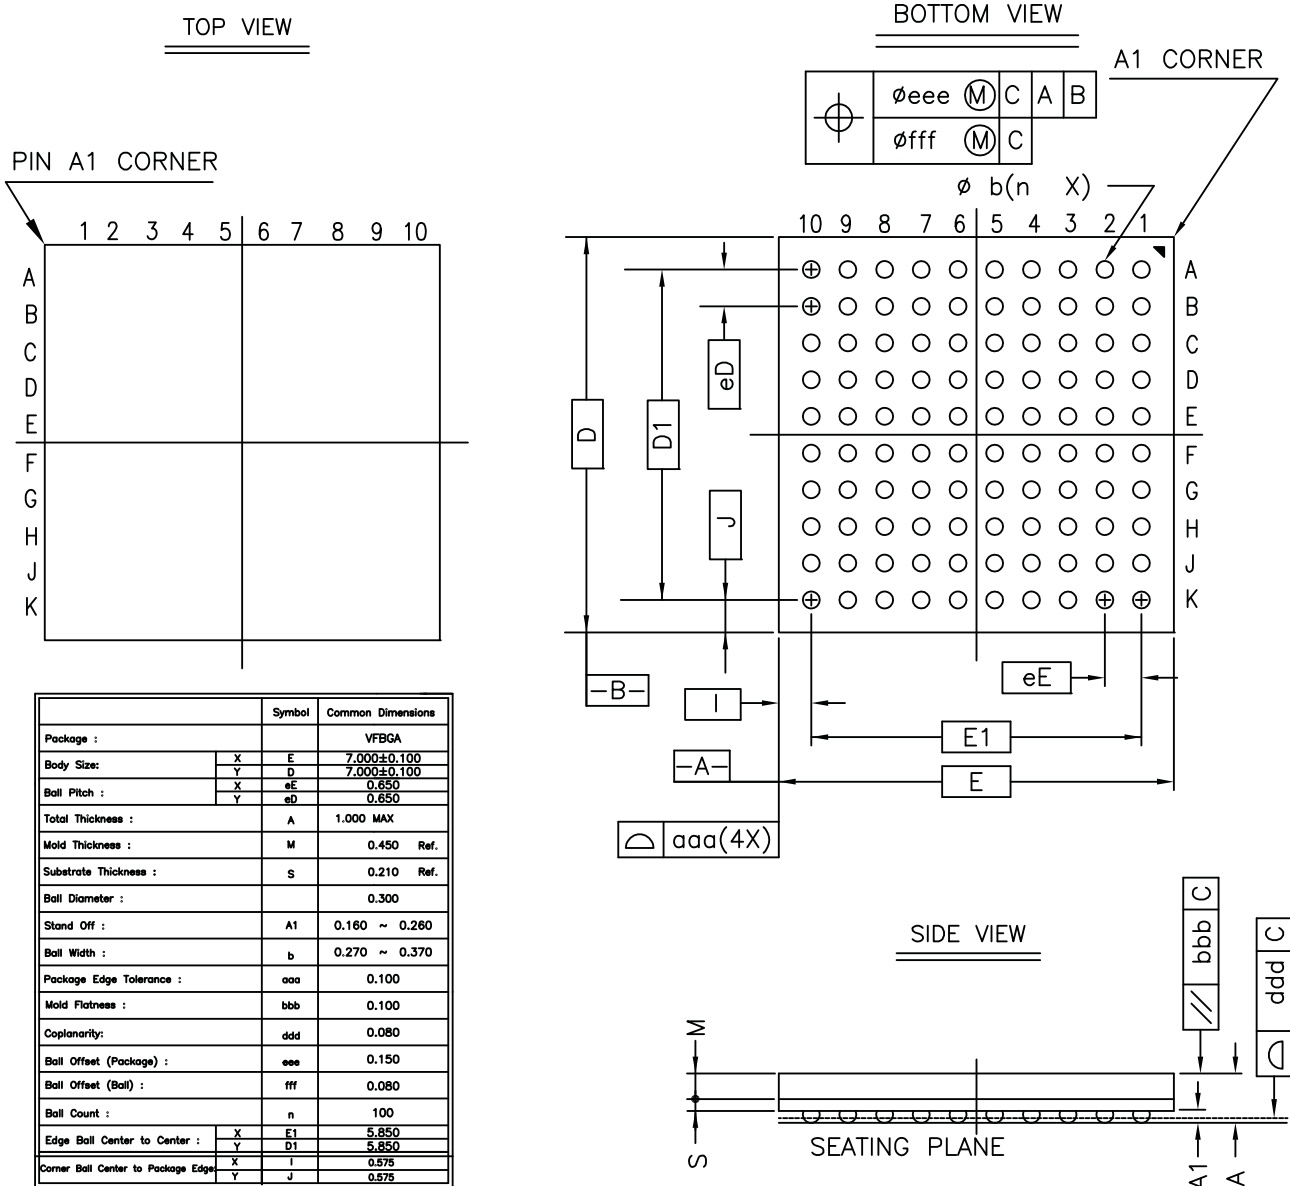 TOP VIEW
PIN A1 CORNER
1 2 3 4 5 6 7 8 9 10
A
B
C
D
E
F
G
H
J
K
BOTTOM VIEW
A1 CORNER
øeee Ⓜ C A B
øfff Ⓜ C
ø b(n X)
10 9 8 7 6 5 4 3 2 1
A
B
C
D
E
F
G
H
J
K
eD
D
D1
J
-B-
I
eE
E1
-A-
E
aaa(4X)
Symbol Common Dimensions
Package : VFBGA
Body Size: X E 7.000±0.100
Y D 7.000±0.100
Ball Pitch : X eE 0.650
Y eD 0.650
Total Thickness : A 1.000 MAX
Mold Thickness : M 0.450 Ref.
Substrate Thickness : S 0.210 Ref.
Ball Diameter : 0.300
Stand Off : A1 0.160 ~ 0.260
Ball Width : b 0.270 ~ 0.370
Package Edge Tolerance : aaa 0.100
Mold Flatness : bbb 0.100
Coplanarity: ddd 0.080
Ball Offset (Package) : eee 0.150
Ball Offset (Ball) : fff 0.080
Ball Count : n 100
Edge Ball Center to Center : X E1 5.850
Y D1 5.850
Corner Ball Center to Package Edge: X I 0.575
Y J 0.575
SIDE VIEW
// bbb C
ddd C
M
S
SEATING PLANE
A1
A